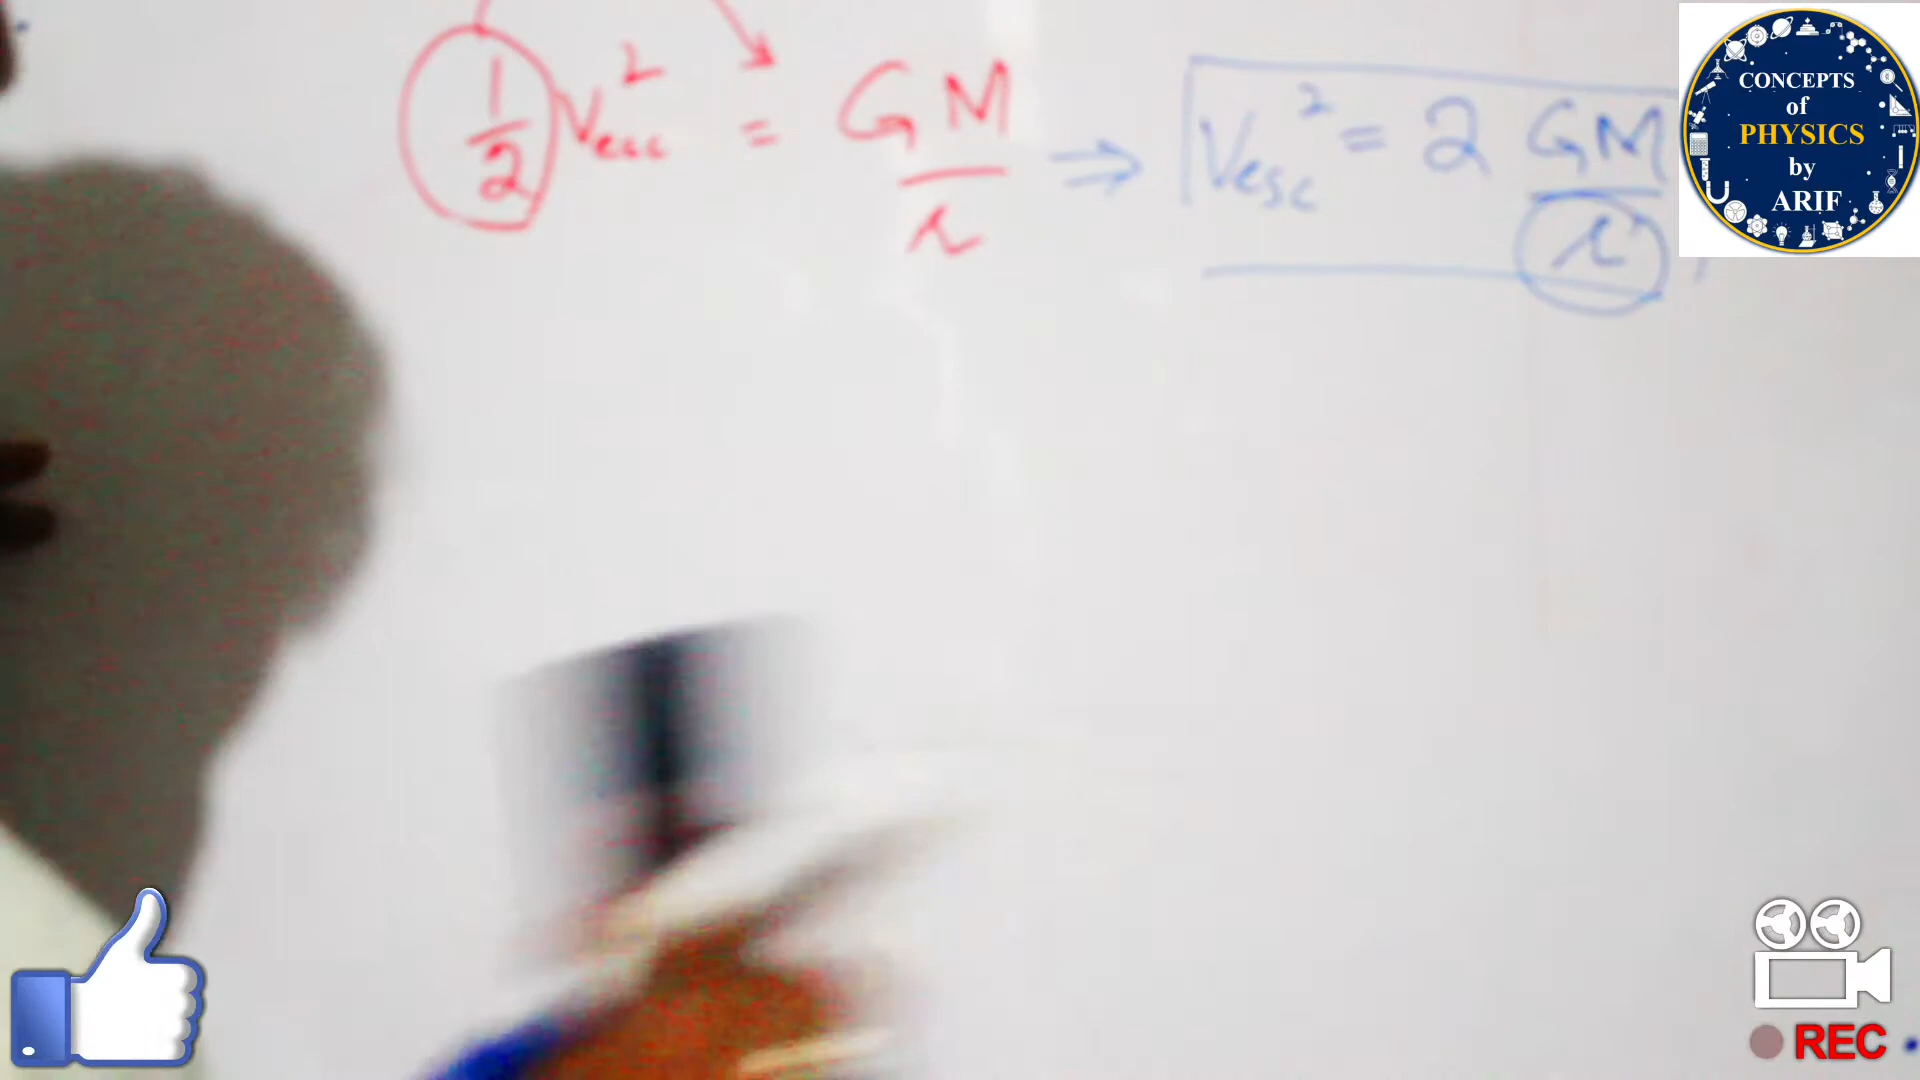 1/2 Vesc² = GM/r ⇒ Vesc² = 2 GM/r
CONCEPTS
of
PHYSICS
by
ARIF
REC